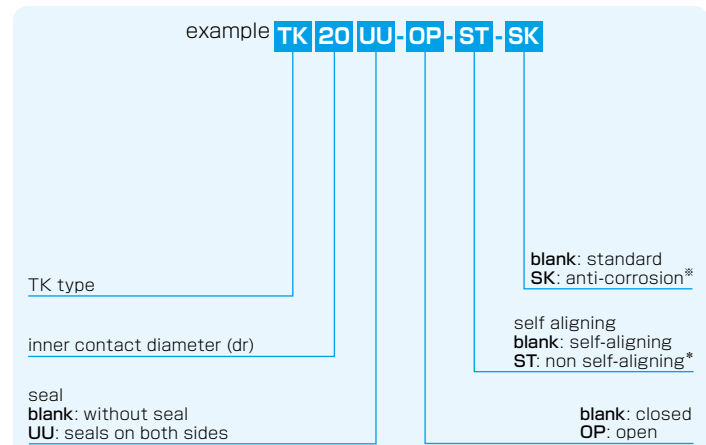 example TK 20 UU - OP - ST - SK
blank: standard
SK: anti-corrosion※
TK type
self aligning
blank: self-aligning
ST: non self-aligning*
inner contact diameter (dr)
seal
blank: without seal
UU: seals on both sides
blank: closed
OP: open